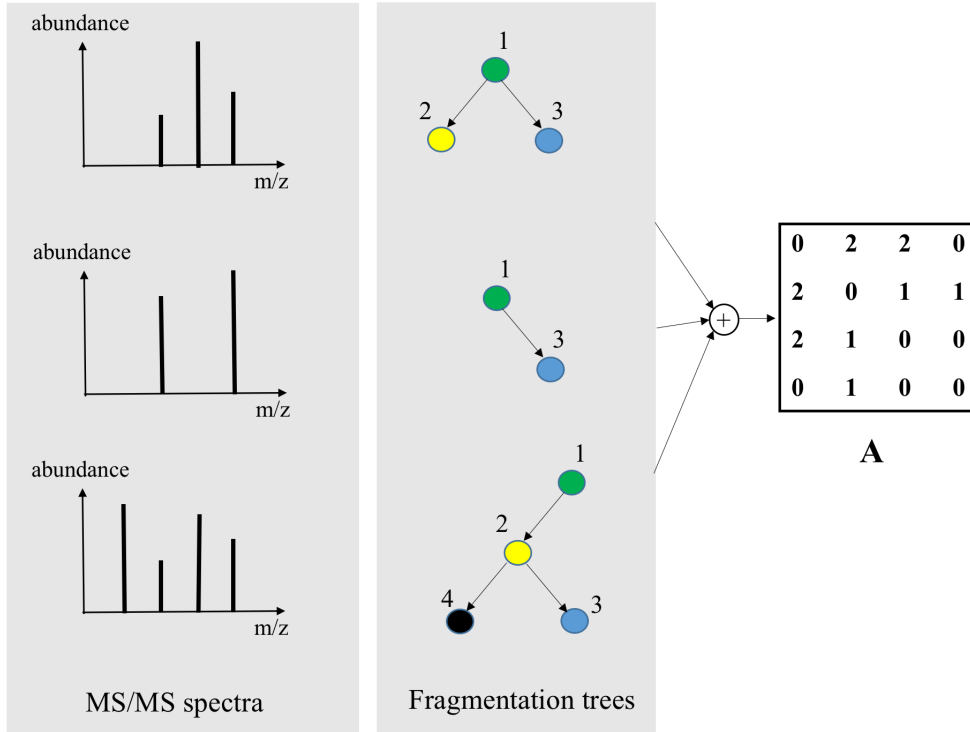 abundance
m/z
abundance
m/z
abundance
m/z
MS/MS spectra
1
2
3
1
3
1
2
4
3
Fragmentation trees
+
0 2 2 0
2 0 1 1
2 1 0 0
0 1 0 0
A